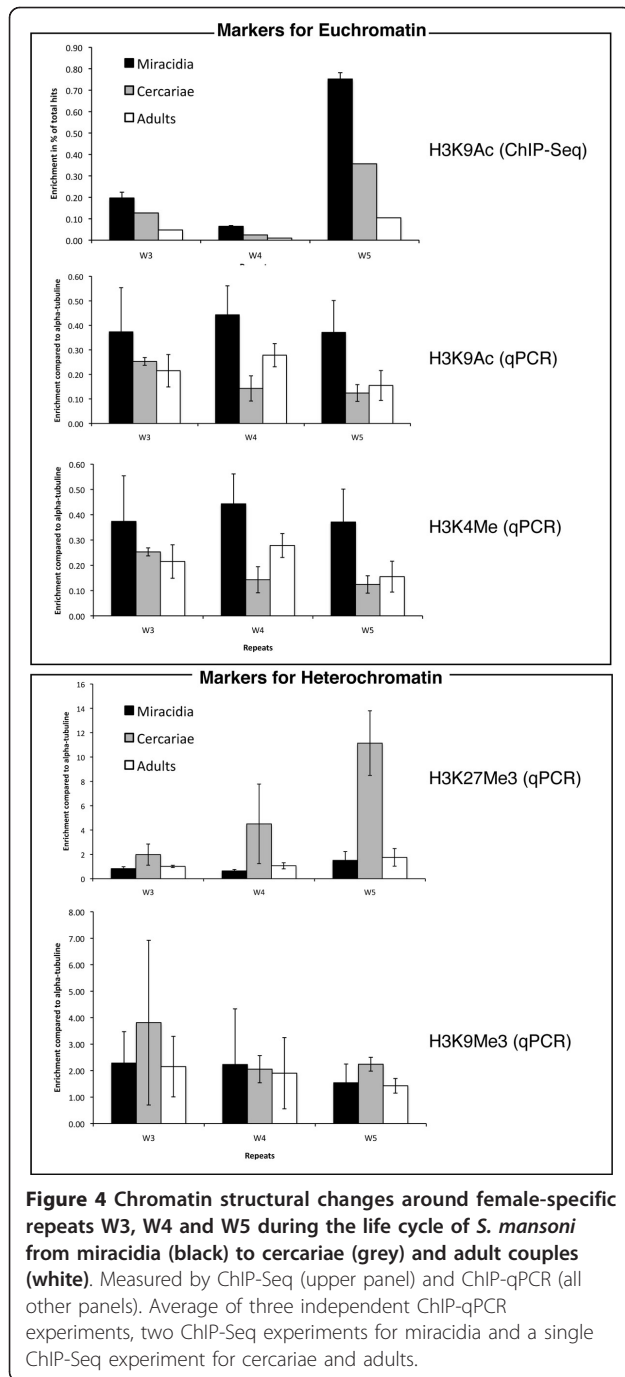 Markers for Euchromatin
Enrichment in % of total hits
0.90
0.80
0.70
0.60
0.50
0.40
0.30
0.20
0.10
0.00
Miracidia
Cercariae
Adults
W3
W4
W5
H3K9Ac (ChIP-Seq)
Enrichment compared to alpha-tubuline
0.60
0.50
0.40
0.30
0.20
0.10
0.00
W3
W4
W5
H3K9Ac (qPCR)
Enrichment compared to alpha-tubuline
0.60
0.50
0.40
0.30
0.20
0.10
0.00
W3
W4
W5
Repeats
H3K4Me (qPCR)
Markers for Heterochromatin
Enrichment compared to alpha-tubuline
16
14
12
10
8
6
4
2
0
Miracidia
Cercariae
Adults
W3
W4
W5
H3K27Me3 (qPCR)
Enrichment compared to alpha-tubuline
8.00
7.00
6.00
5.00
4.00
3.00
2.00
1.00
0.00
W3
W4
W5
Repeats
H3K9Me3 (qPCR)
Figure 4 Chromatin structural changes around female-specific
repeats W3, W4 and W5 during the life cycle of S. mansoni
from miracidia (black) to cercariae (grey) and adult couples
(white). Measured by ChIP-Seq (upper panel) and ChIP-qPCR (all
other panels). Average of three independent ChIP-qPCR
experiments, two ChIP-Seq experiments for miracidia and a single
ChIP-Seq experiment for cercariae and adults.